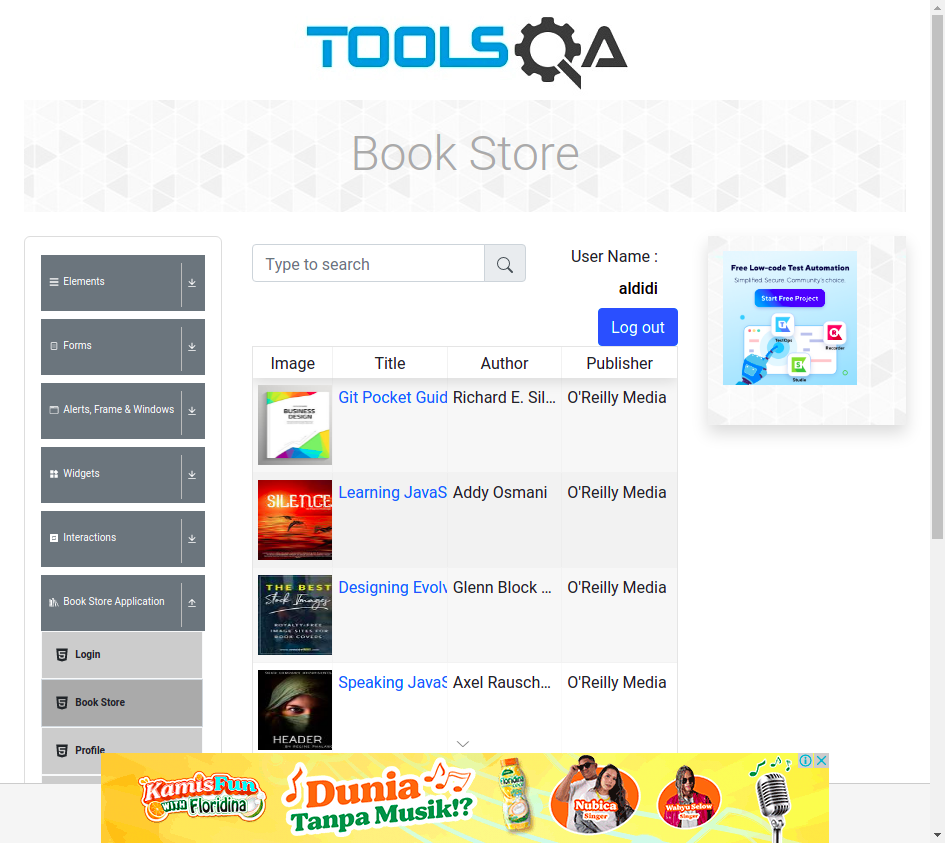 TOOLSQA
Book Store
Elements
Forms
Alerts, Frame & Windows
Widgets
Interactions
Book Store Application
Login
Book Store
Profile
Type to search
User Name :
aldidi
Log out
Image Title Author Publisher
BUSINESS
DESIGN
Git Pocket Guid Richard E. Sil... O'Reilly Media
SILENCE
Learning JavaS Addy Osmani O'Reilly Media
THE BEST
Stock Images
ROYALTY-FREE
IMAGE SITES FOR
BOOK COVERS
Designing Evolv Glenn Block ... O'Reilly Media
HEADER
Speaking JavaS Axel Rausch... O'Reilly Media
Free Low-code Test Automation
Simplified. Secure. Community's choice.
Start Free Project
TestOps
Recorder
Studio
KamisFun
with Floridina
Dunia
Tanpa Musik!?
Floridina
Nubica
Singer
Wahyu Selow
Singer